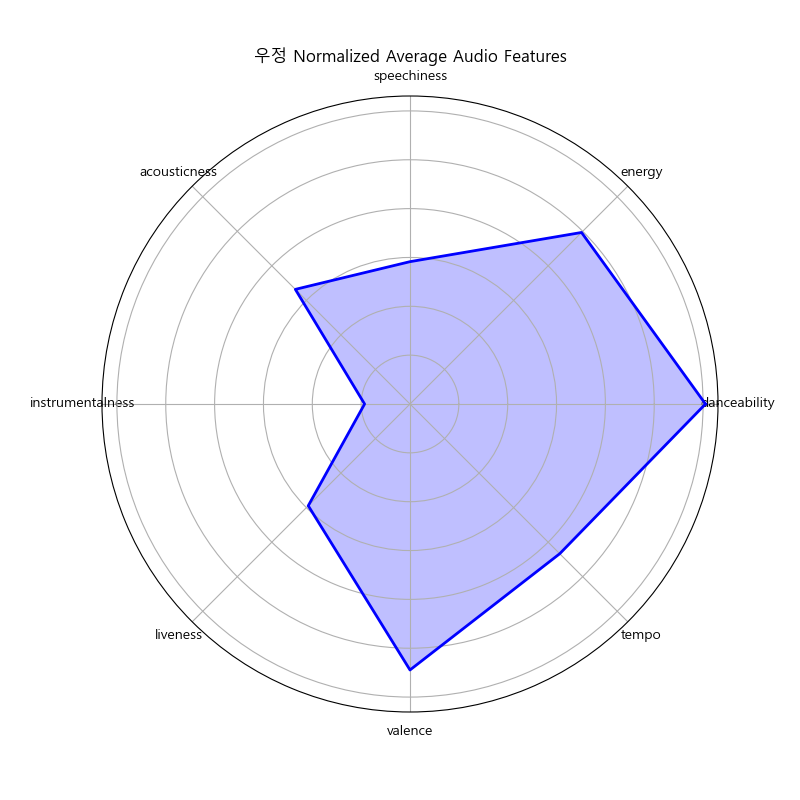 우정 Normalized Average Audio Features
speechiness
acousticness
energy
instrumentalness
danceability
liveness
tempo
valence